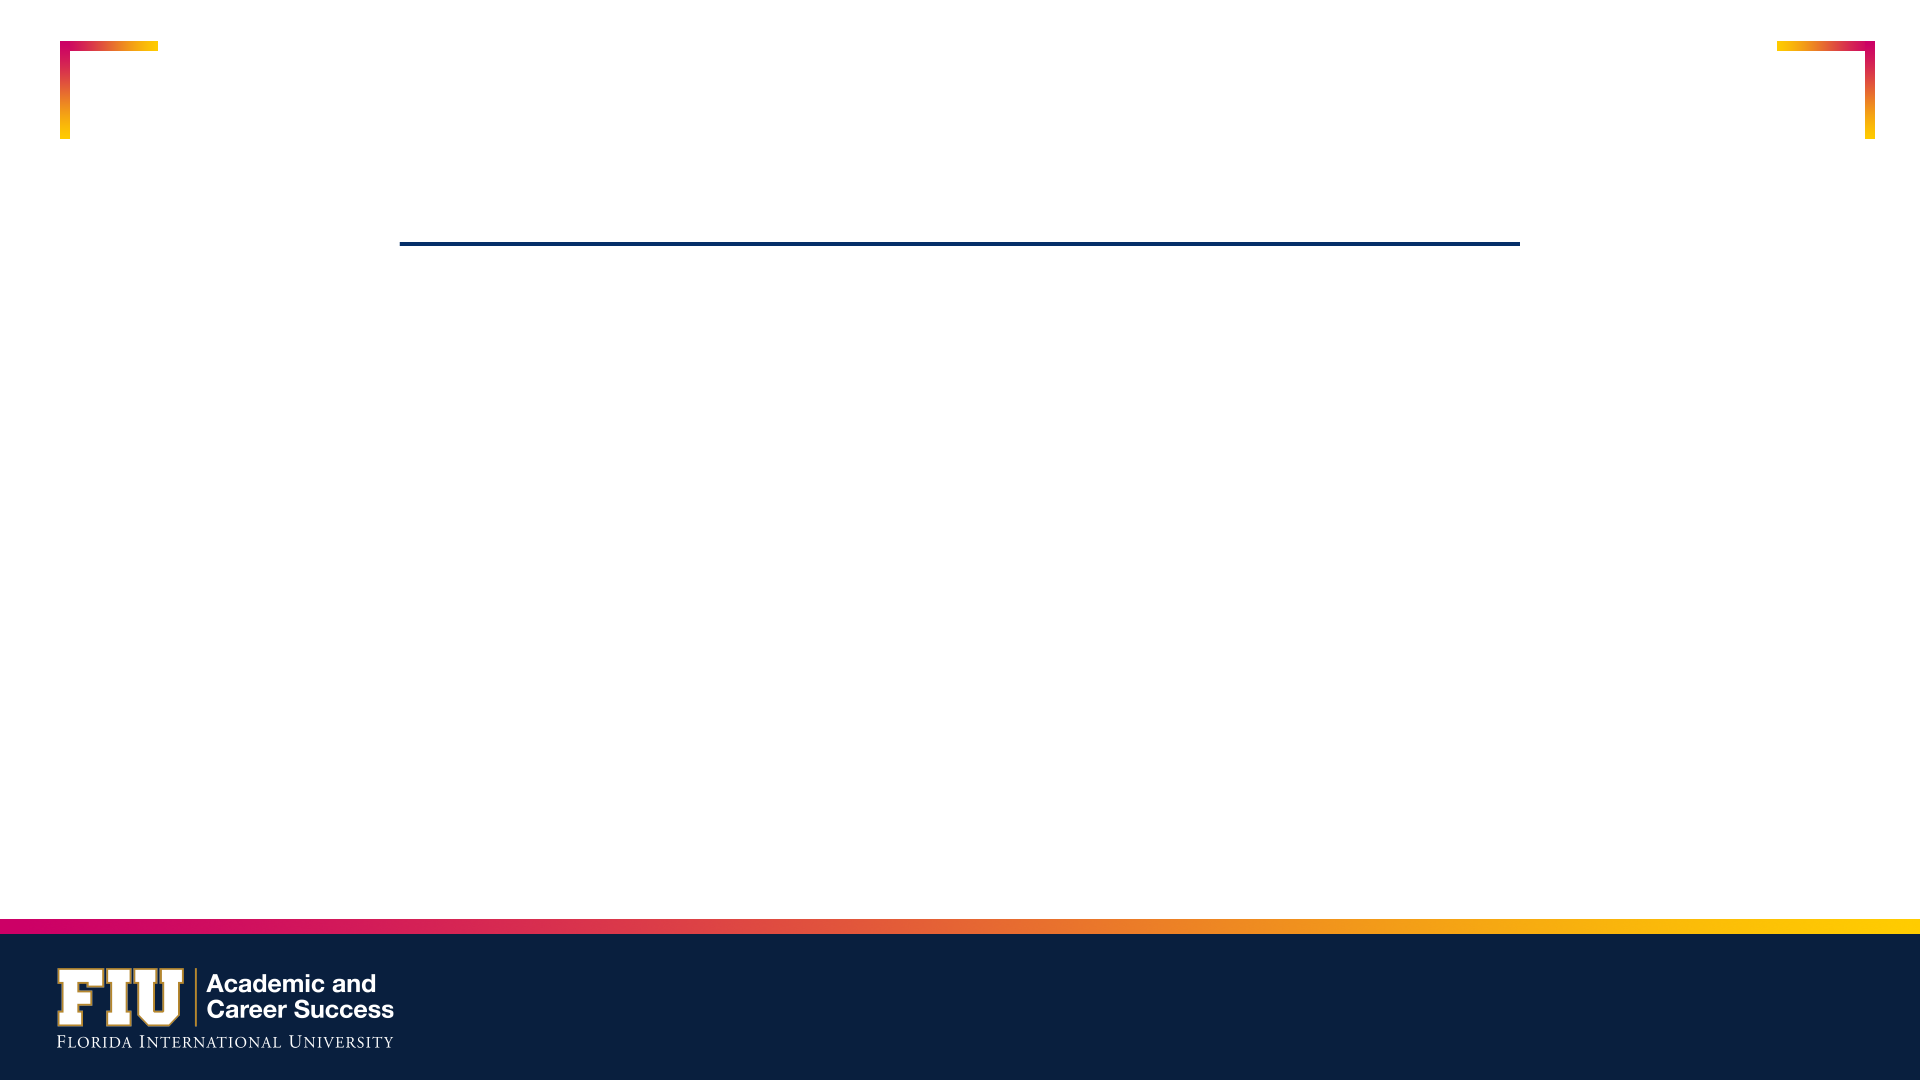 FIU
Academic and
Career Success
FLORIDA INTERNATIONAL UNIVERSITY